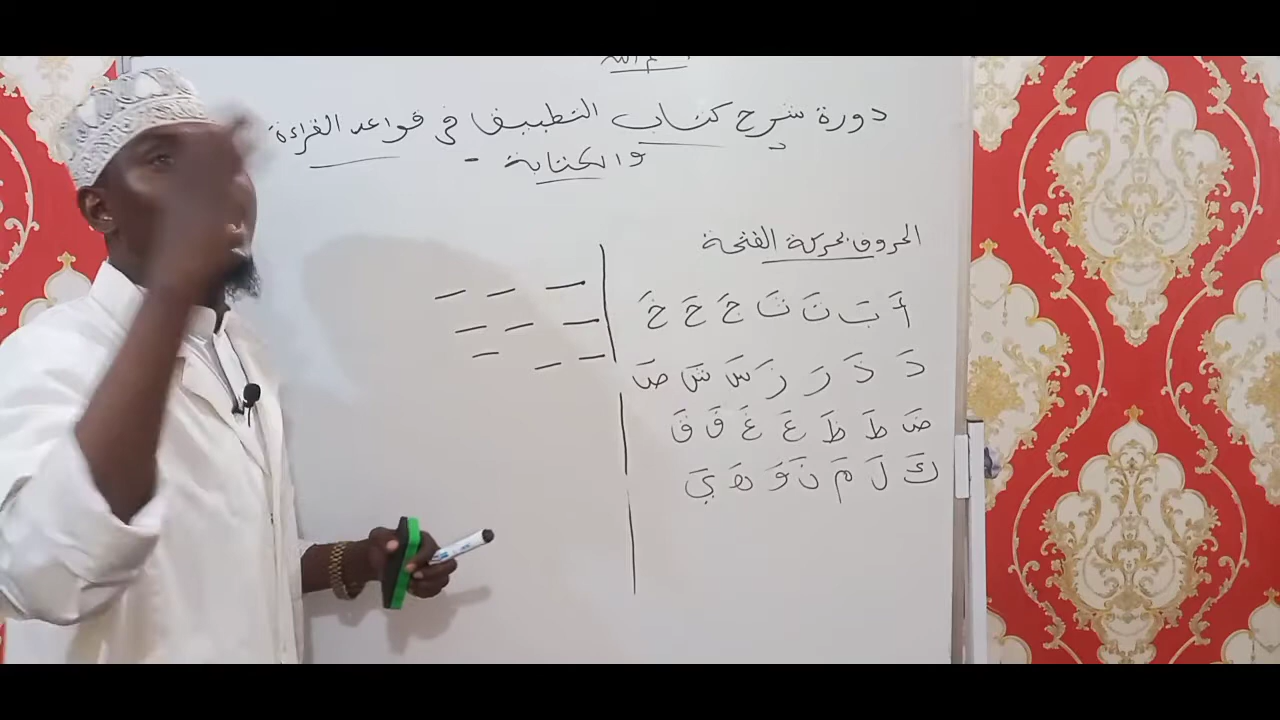 بسم الله
دورة شرح كتاب التطبيق في قواعد القراءة
والكتابة -
الحروف بحركة الفتحة
أَ بَ تَ ثَ جَ حَ خَ
دَ ذَ رَ زَ سَ شَ صَ
ضَ طَ ظَ عَ غَ فَ قَ
كَ لَ مَ نَ وَ هَ يَ